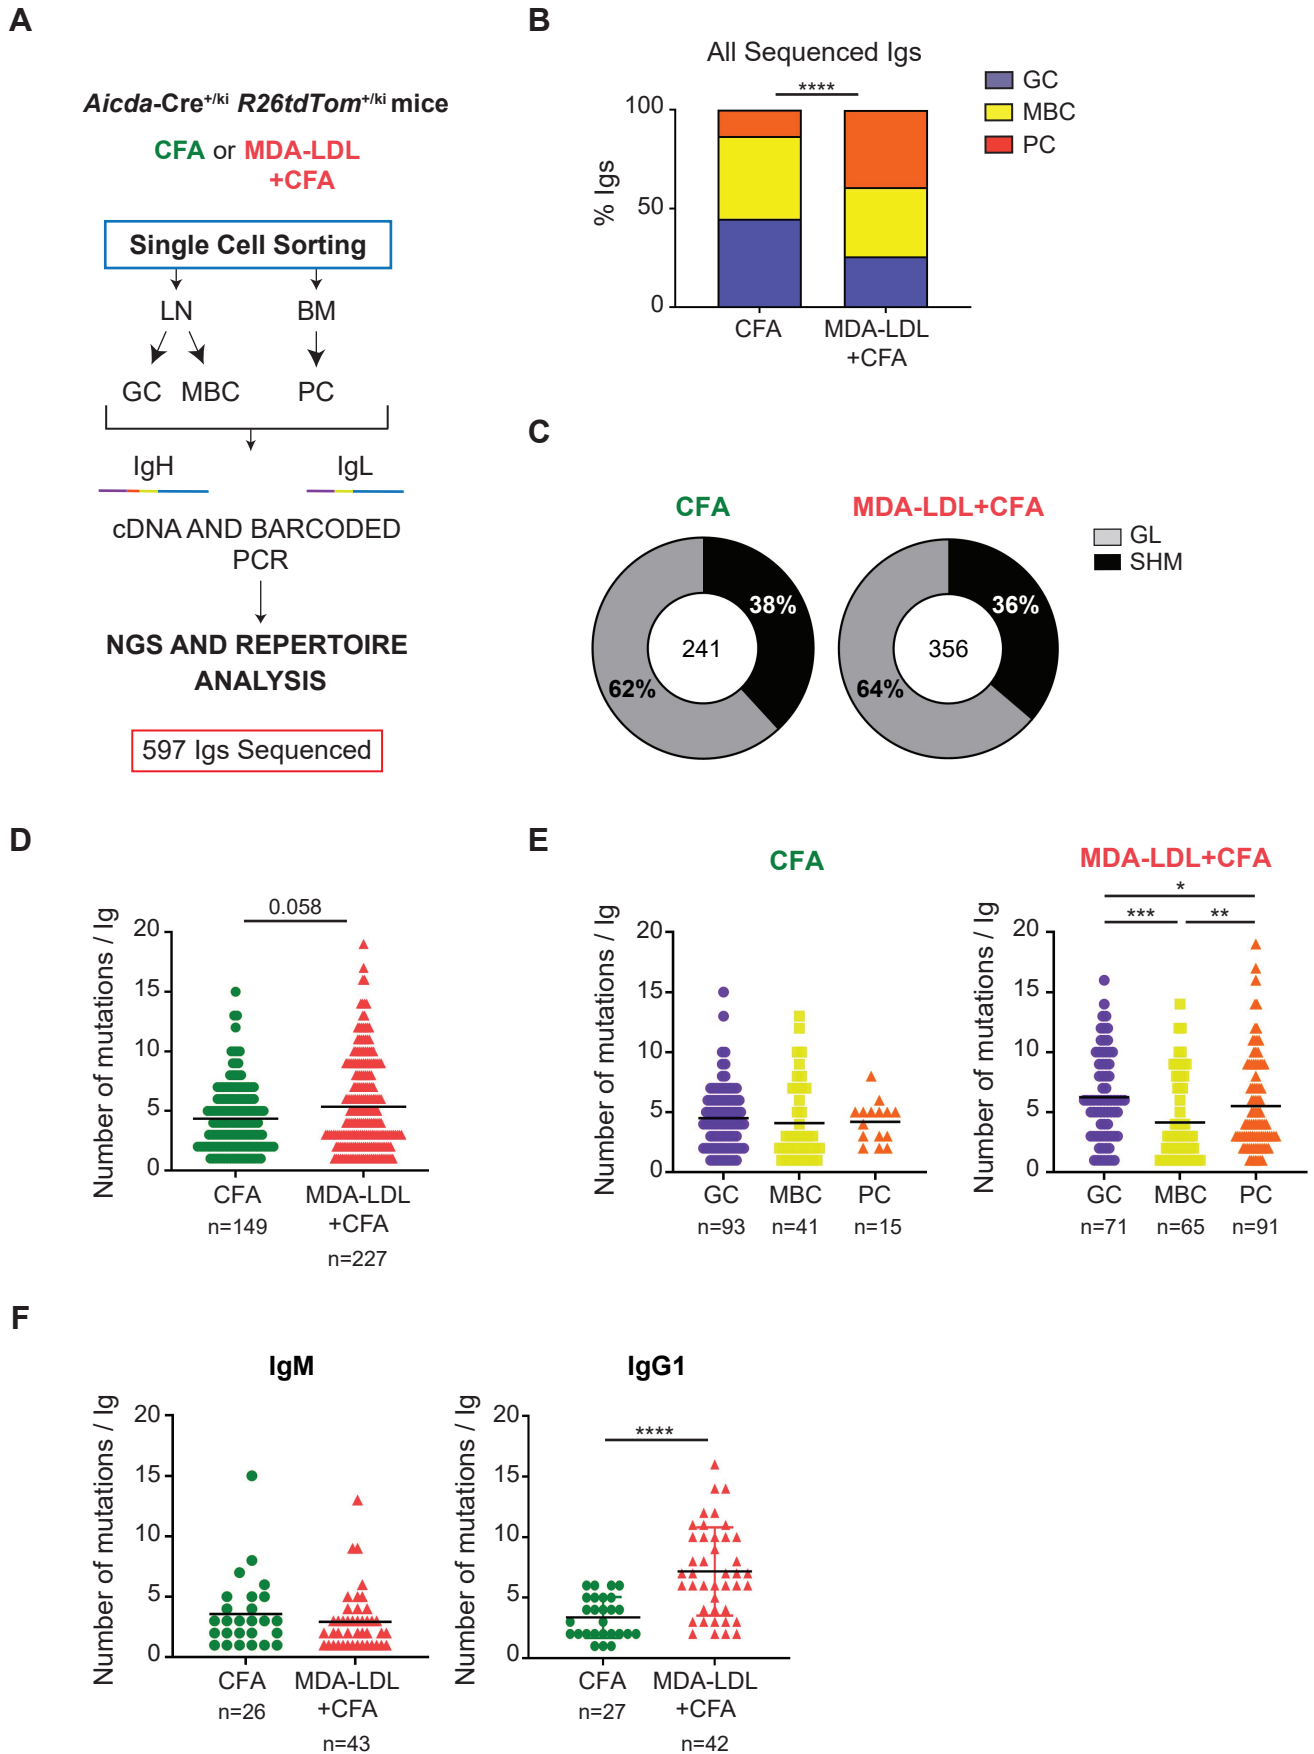 A
Aicda-Cre+/ki R26tdTom+/ki mice
CFA or MDA-LDL
+CFA
Single Cell Sorting
LN BM
GC MBC PC
IgH IgL
cDNA AND BARCODED
PCR
NGS AND REPERTOIRE
ANALYSIS
597 Igs Sequenced
B
All Sequenced Igs
****
% Igs
100
50
0
CFA MDA-LDL
+CFA
GC
MBC
PC
C
CFA MDA-LDL+CFA
GL
SHM
38%
241
62%
36%
356
64%
D
Number of mutations / Ig
0.058
20
15
10
5
0
CFA MDA-LDL
+CFA
n=149
n=227
E
CFA
Number of mutations / Ig
20
15
10
5
0
GC MBC PC
n=93 n=41 n=15
MDA-LDL+CFA
*
*** **
Number of mutations / Ig
20
15
10
5
0
GC MBC PC
n=71 n=65 n=91
F
IgM
Number of mutations / Ig
20
15
10
5
0
CFA MDA-LDL
+CFA
n=26
n=43
IgG1
****
Number of mutations / Ig
20
15
10
5
0
CFA MDA-LDL
+CFA
n=27
n=42